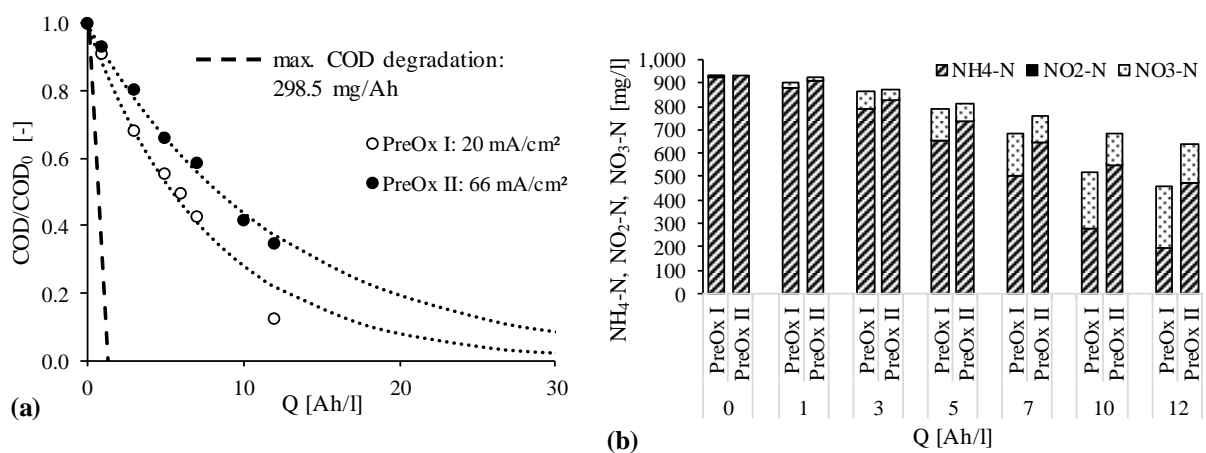 1.0
0.8
0.6
0.4
0.2
0.0
COD/COD₀ [-]
max. COD degradation:
298.5 mg/Ah
PreOx I: 20 mA/cm²
PreOx II: 66 mA/cm²
0 10 20 30
(a) Q [Ah/l]
1,000
900
800
700
600
500
400
300
200
100
0
NH₄-N, NO₂-N, NO₃-N [mg/l]
NH4-N NO2-N NO3-N
PreOx I PreOx II PreOx I PreOx II PreOx I PreOx II PreOx I PreOx II PreOx I PreOx II PreOx I PreOx II PreOx I PreOx II
0 1 3 5 7 10 12
(b) Q [Ah/l]